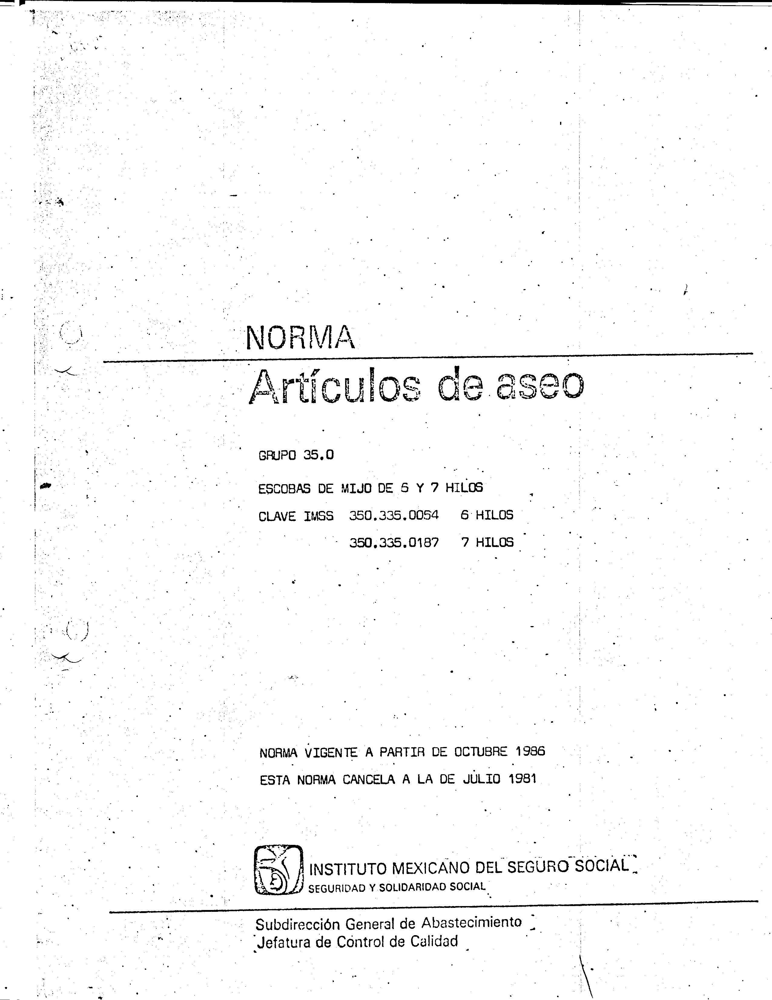 NORMA
Artículos de aseo
GRUPO 35.0
ESCOBAS DE MIJO DE 6 Y 7 HILOS
CLAVE IMSS 350.335.0054 6 HILOS
350.335.0187 7 HILOS
NORMA VIGENTE A PARTIR DE OCTUBRE 1986
ESTA NORMA CANCELA A LA DE JULIO 1981
INSTITUTO MEXICANO DEL SEGURO SOCIAL
SEGURIDAD Y SOLIDARIDAD SOCIAL
Subdirección General de Abastecimiento
Jefatura de Control de Calidad